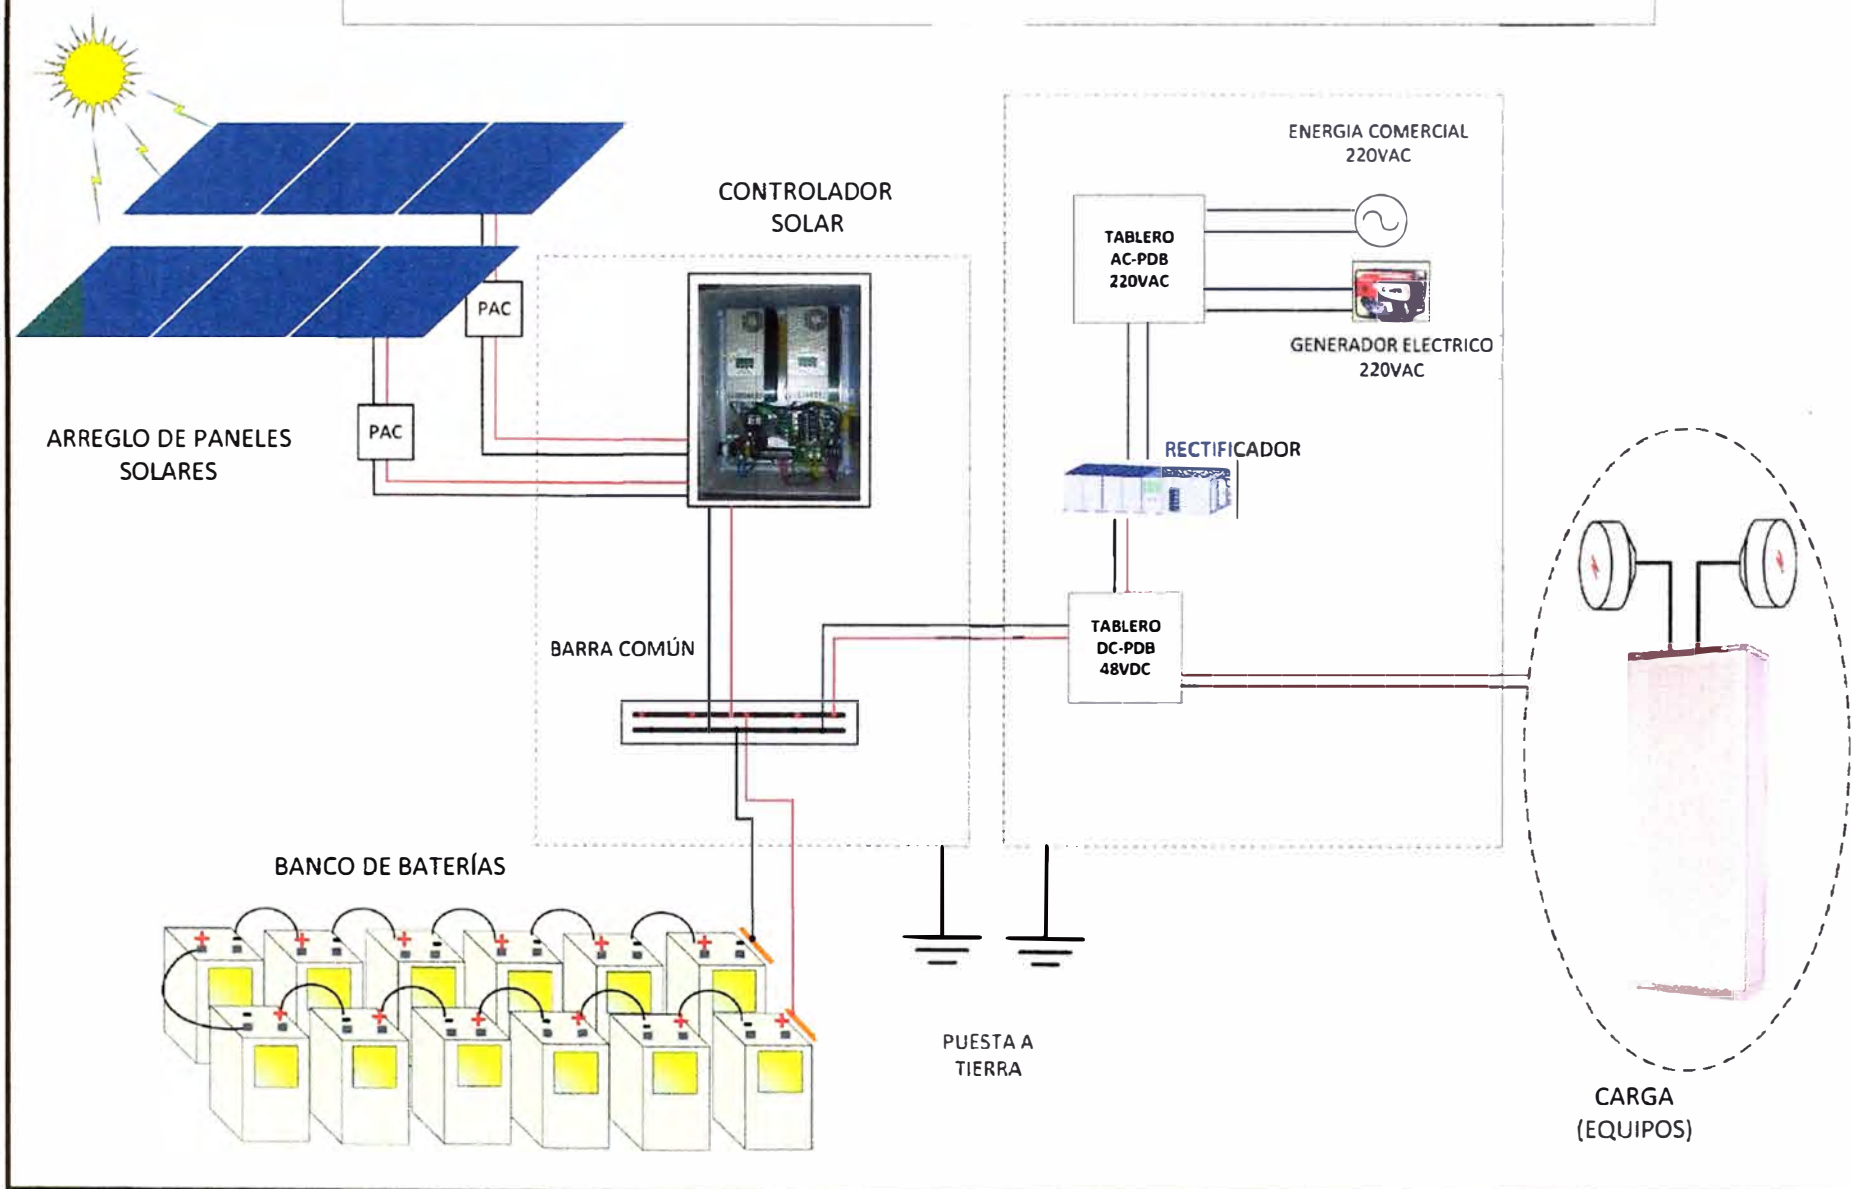 ENERGIA COMERCIAL
220VAC
CONTROLADOR
SOLAR
TABLERO
AC-PDB
220VAC
PAC
GENERADOR ELECTRICO
220VAC
PAC
ARREGLO DE PANELES
SOLARES
RECTIFICADOR
BARRA COMÚN
TABLERO
DC-PDB
48VDC
BANCO DE BATERÍAS
PUESTA A
TIERRA
CARGA
(EQUIPOS)